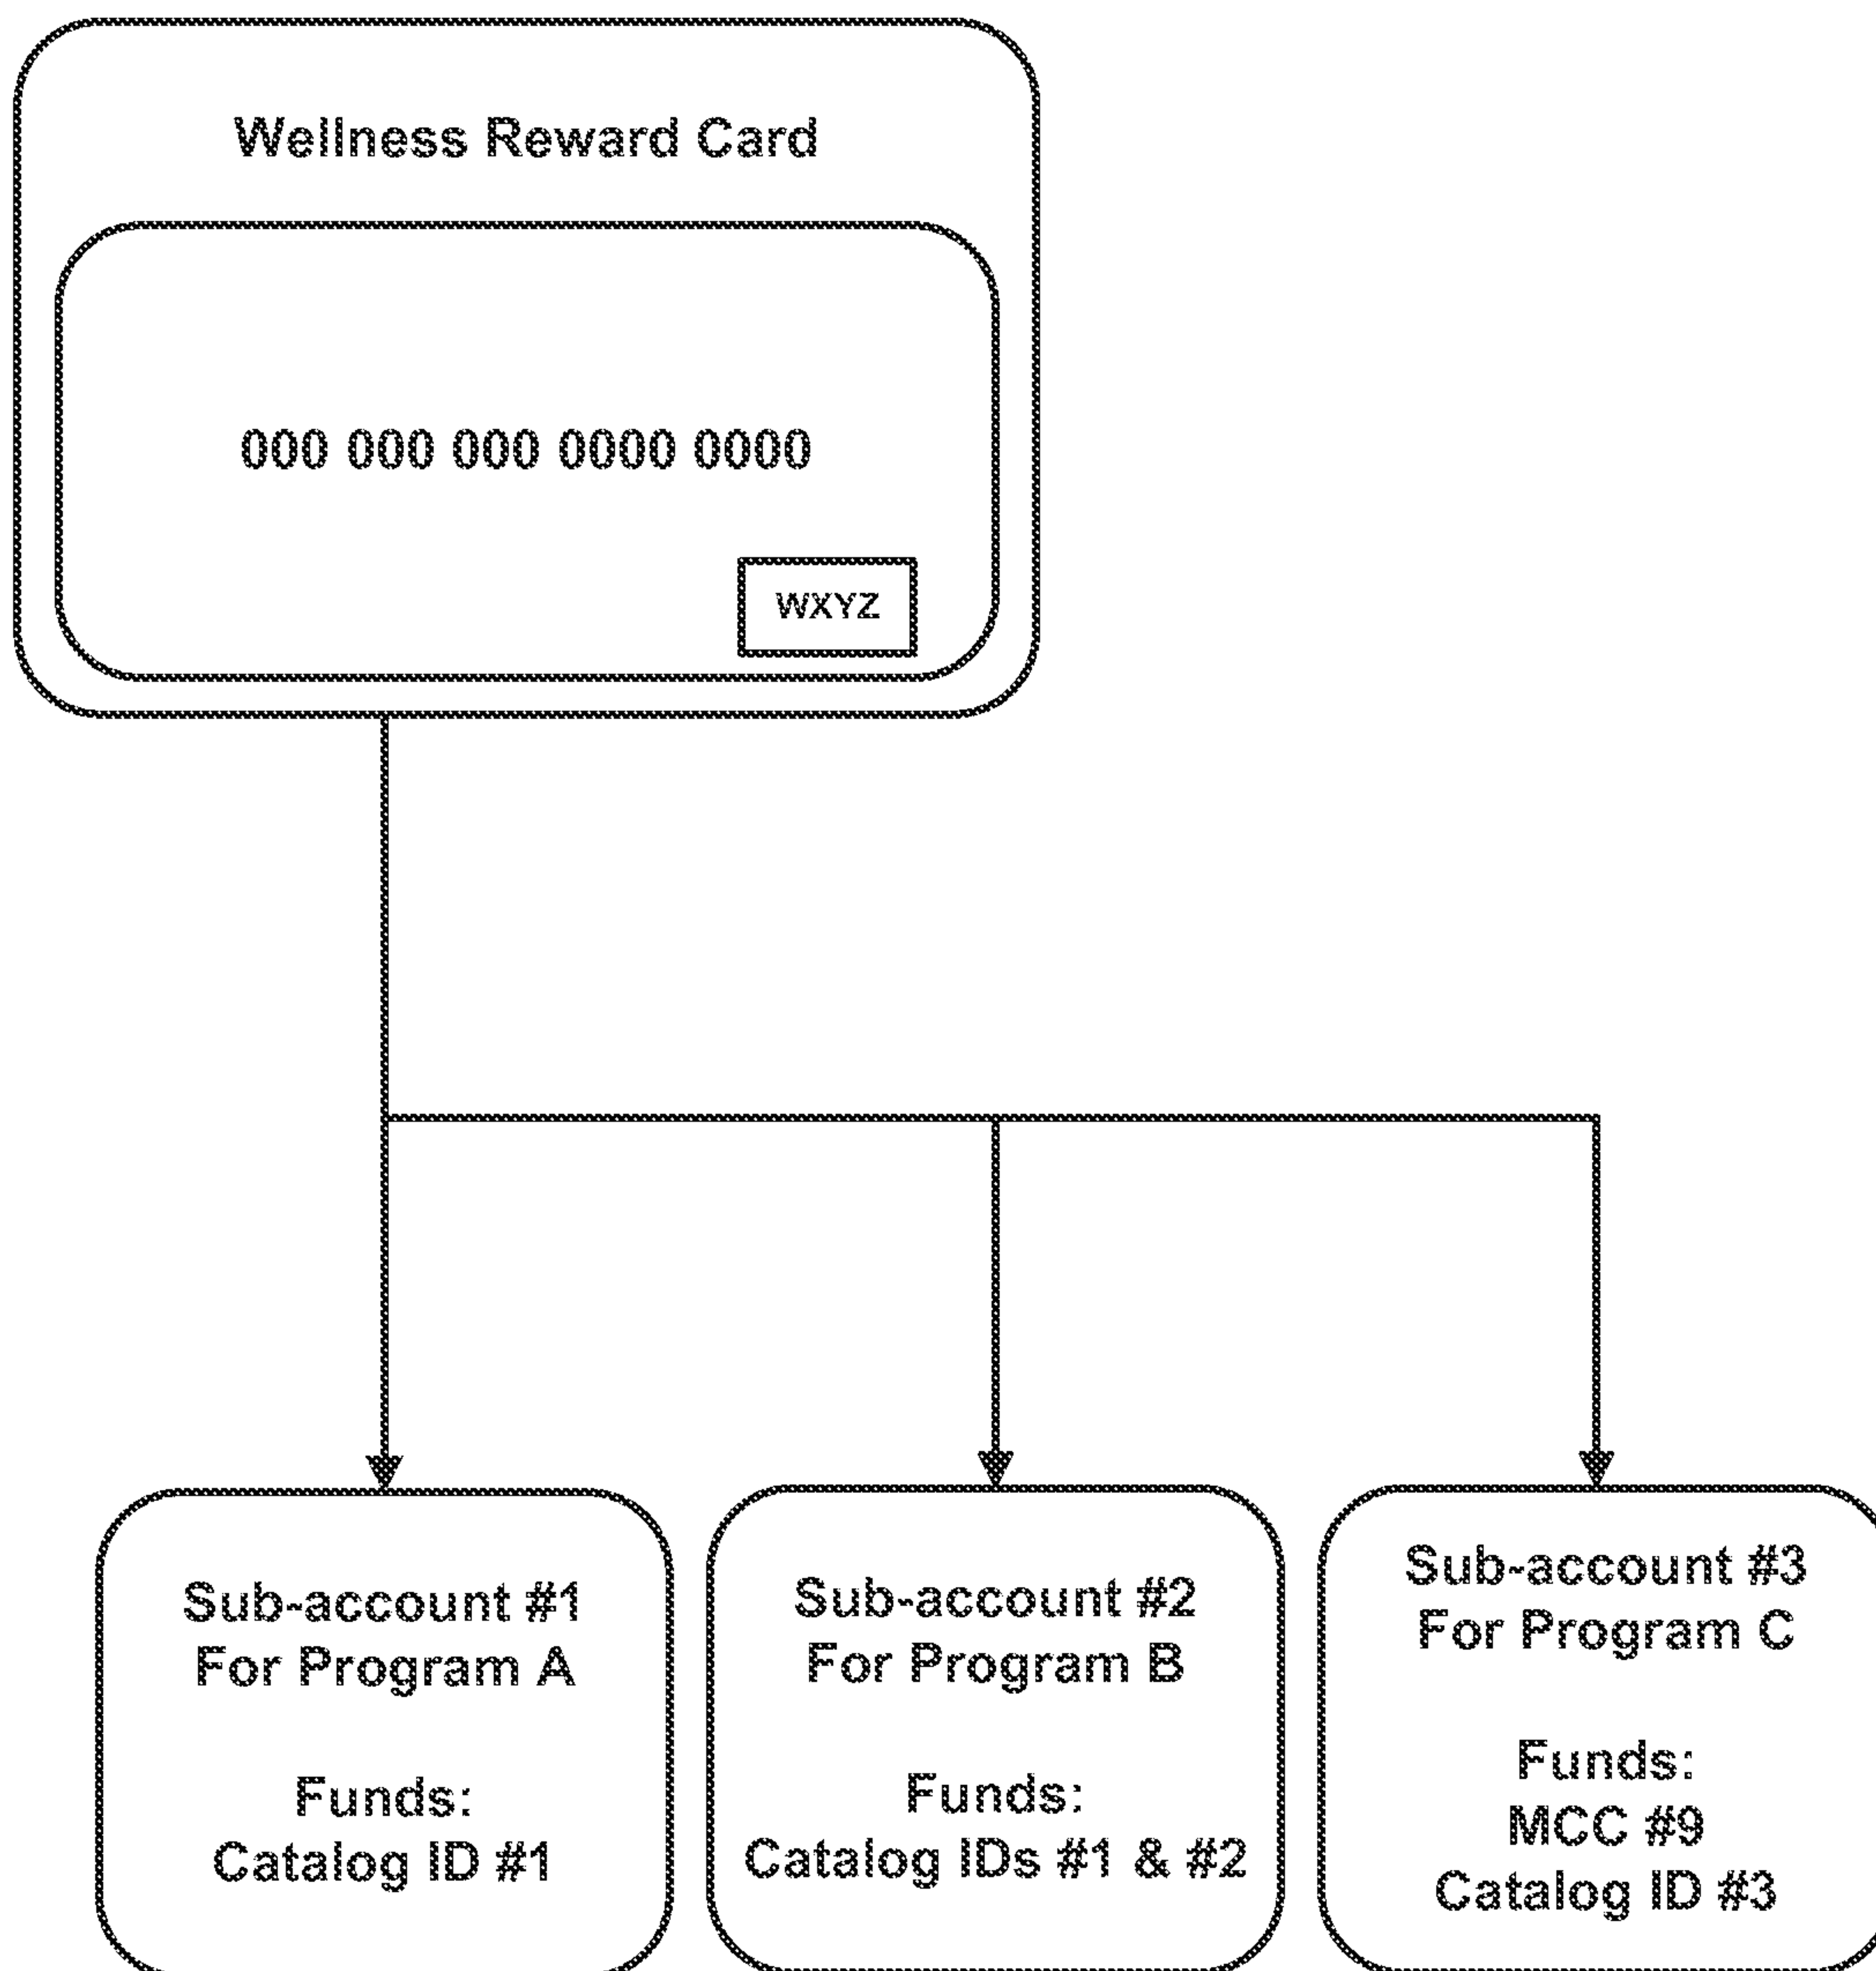 Wellness Reward Card
000 000 000 0000 0000
WXYZ
Sub-account #1
For Program A
Funds:
Catalog ID #1
Sub-account #2
For Program B
Funds:
Catalog IDs #1 & #2
Sub-account #3
For Program C
Funds:
MCC #9
Catalog ID #3